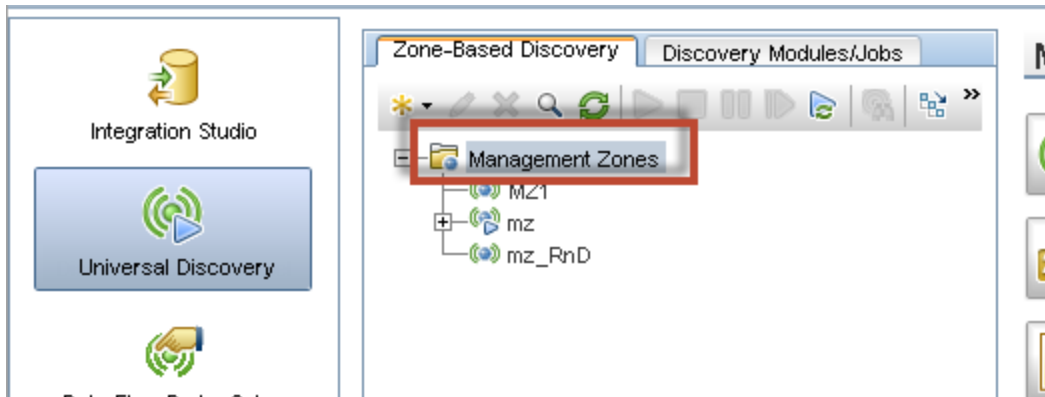 Zone-Based Discovery
Discovery Modules/Jobs
Integration Studio
Management Zones
MZ1
mz
mz_RnD
Universal Discovery